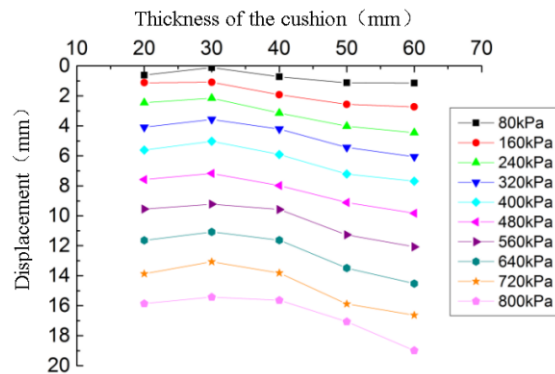 Thickness of the cushion（mm）
10 20 30 40 50 60 70
0
2
4
6
8
10
12
14
16
18
20
Displacement（mm）
80kPa
160kPa
240kPa
320kPa
400kPa
480kPa
560kPa
640kPa
720kPa
800kPa